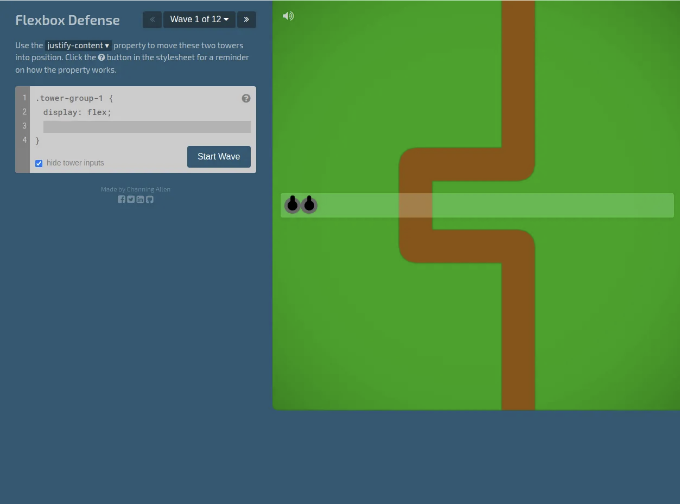 Flexbox Defense
Wave 1 of 12
Use the justify-content property to move these two towers
into position. Click the ? button in the stylesheet for a reminder
on how the property works.
1 .tower-group-1 {
2 display: flex;
3
4 }
hide tower inputs
Start Wave
Made by Channing Allen